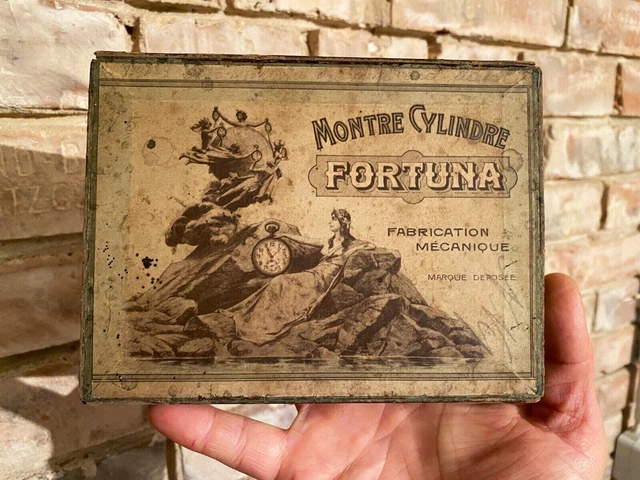 MONTRE CYLINDRE
FORTUNA
FABRICATION
MÉCANIQUE
MARQUE DEPOSÉE